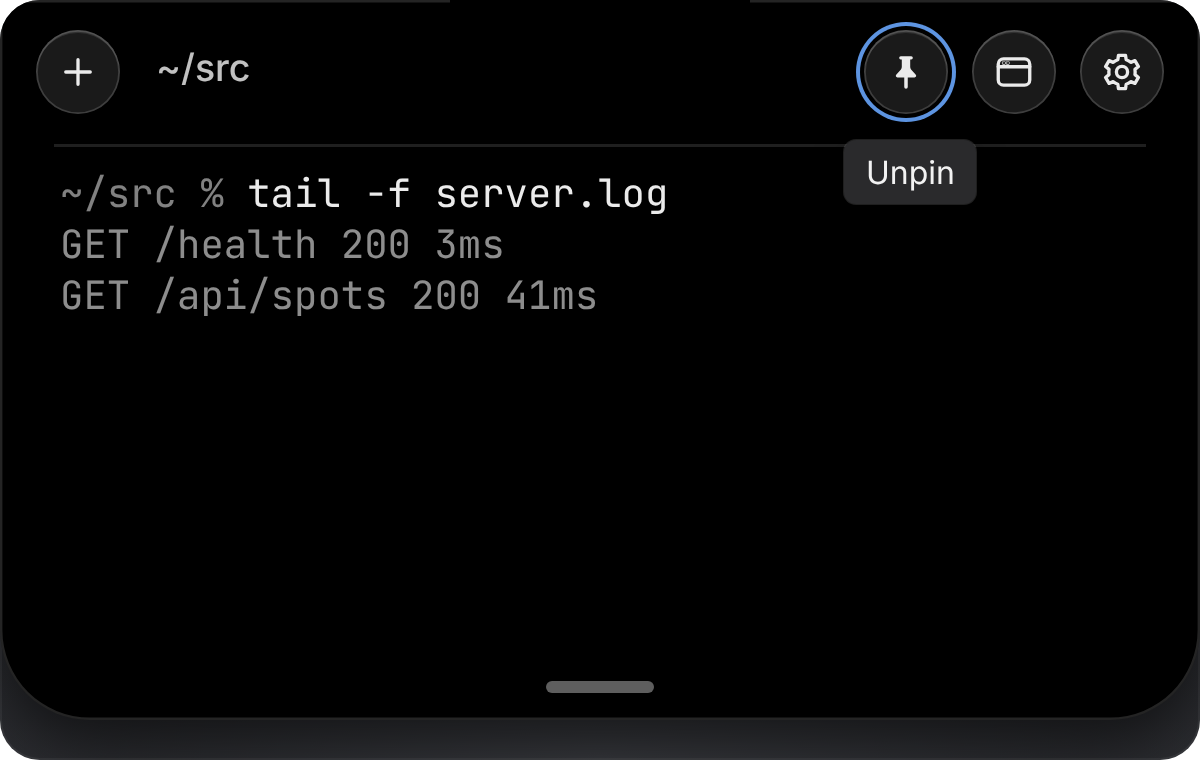 ~/src
Unpin
~/src % tail -f server.log
GET /health 200 3ms
GET /api/spots 200 41ms